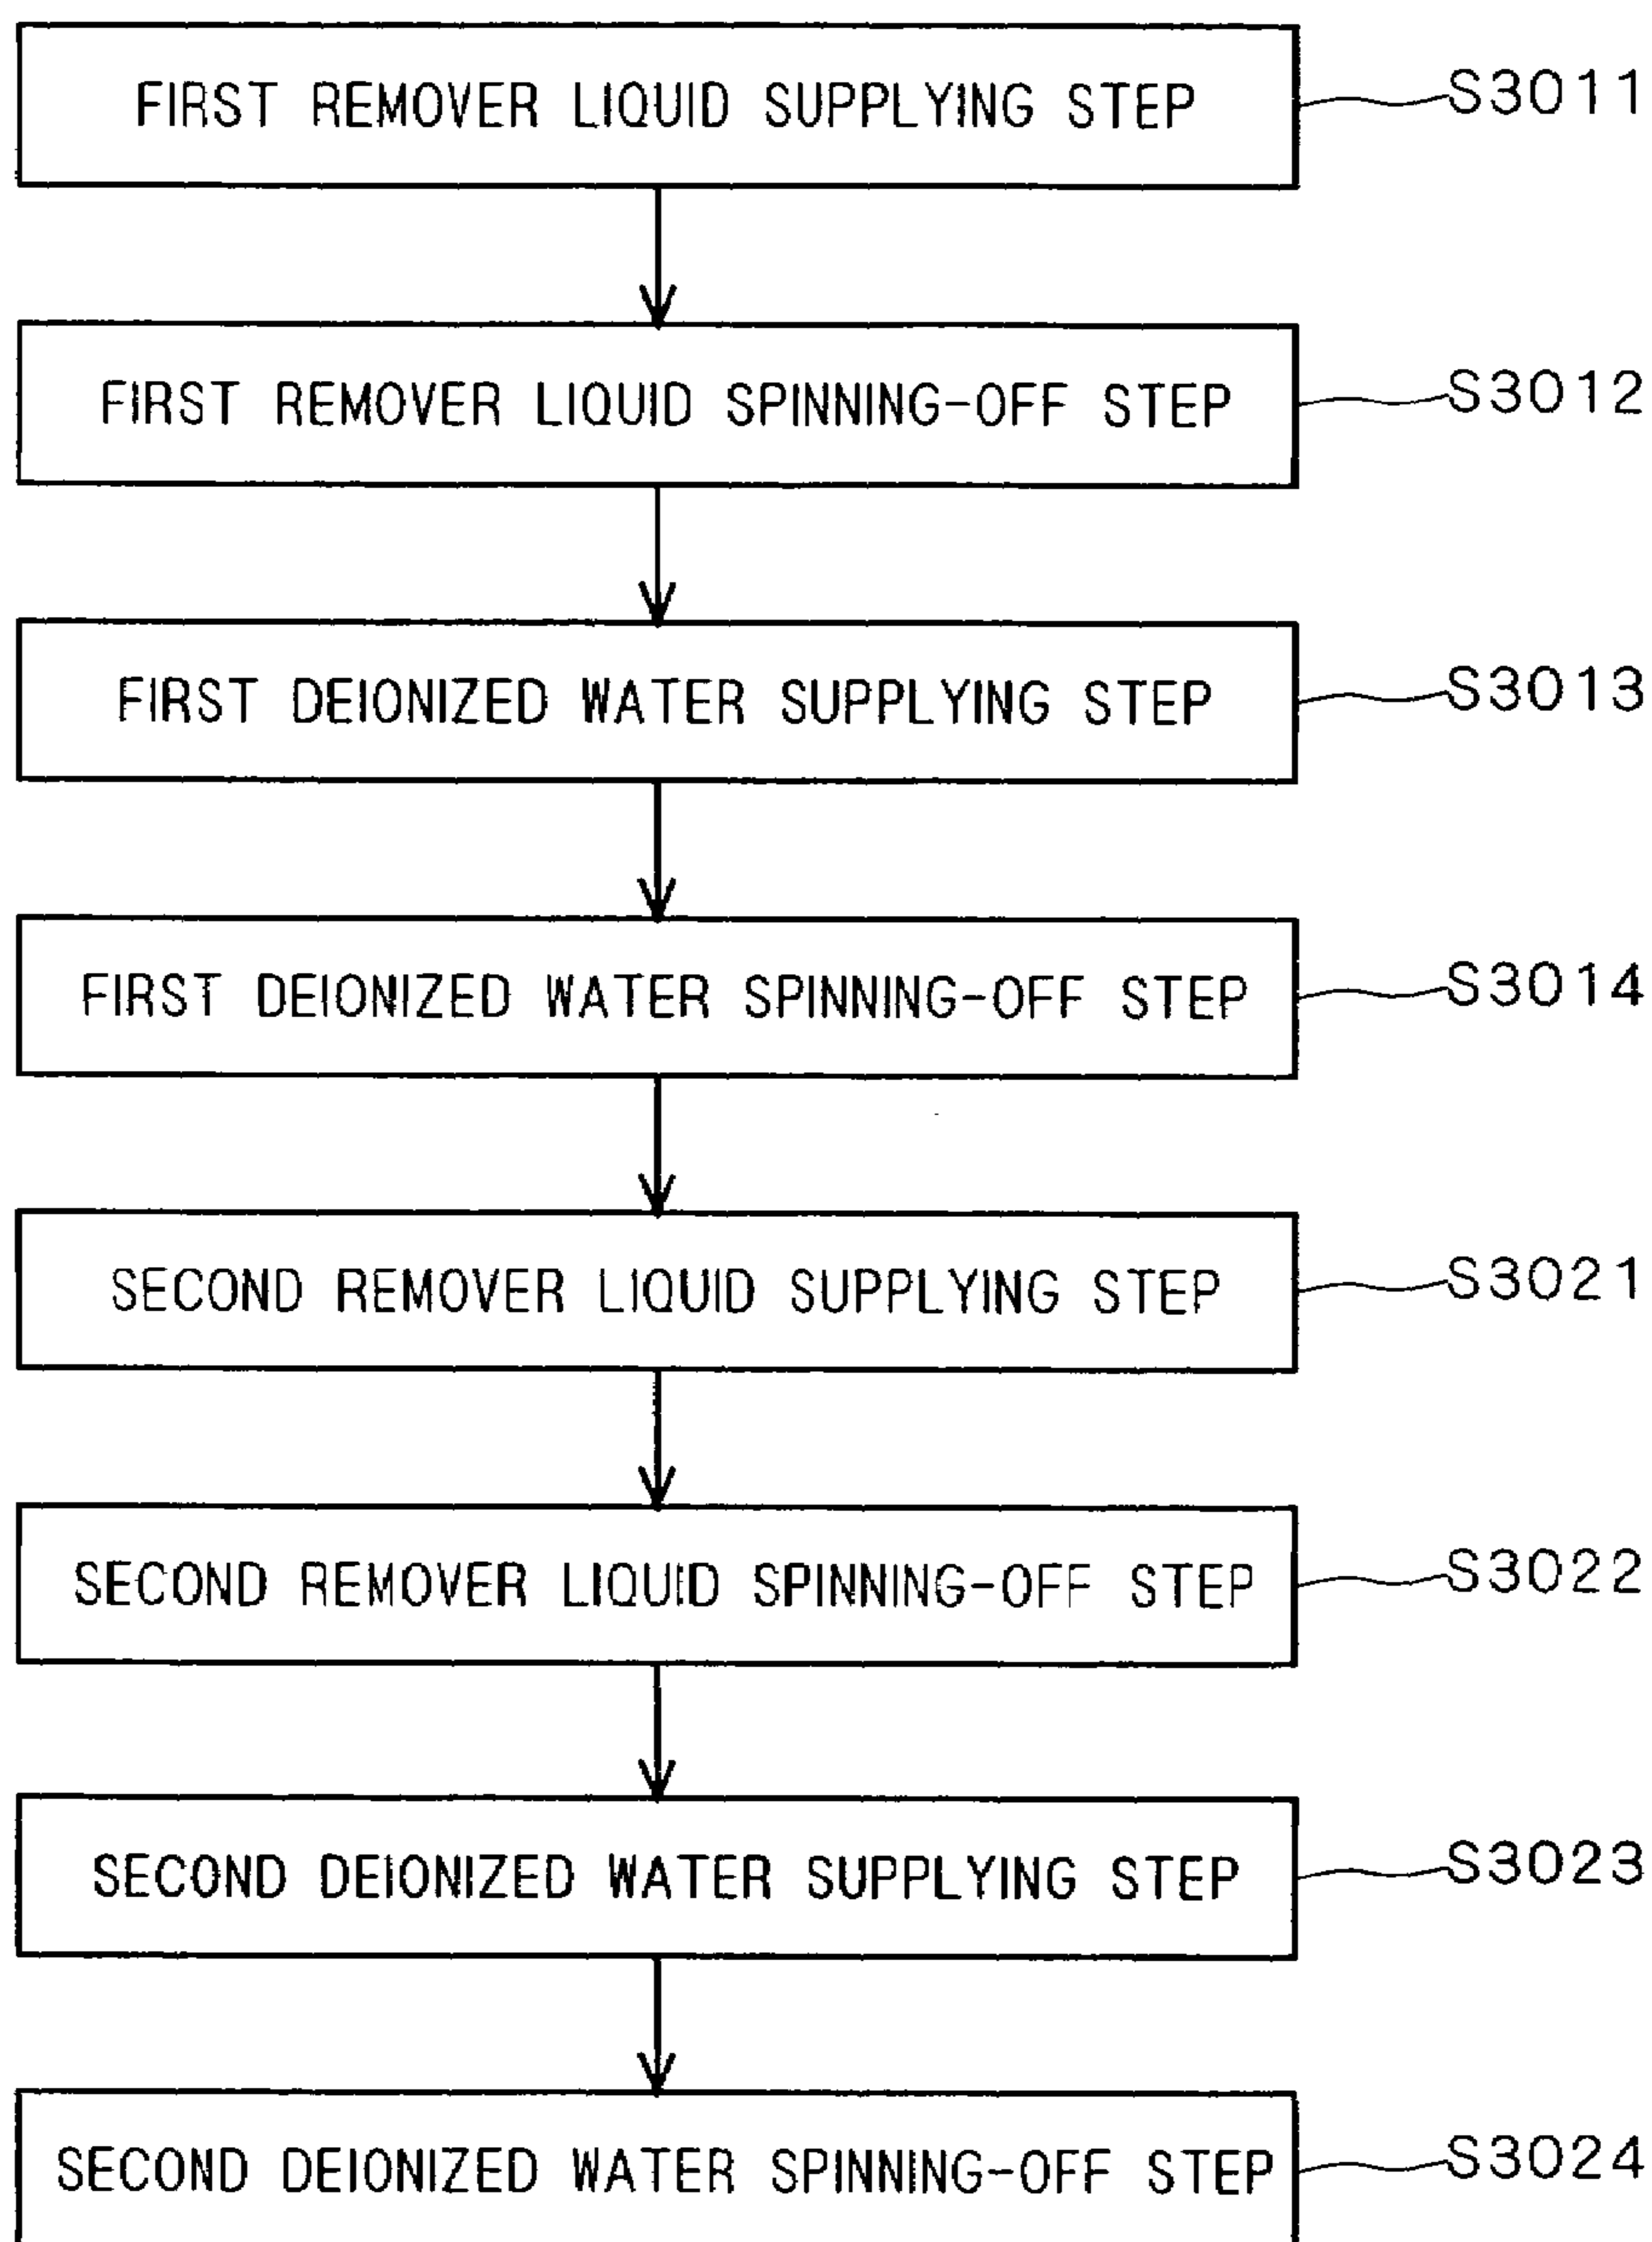 FIRST REMOVER LIQUID SUPPLYING STEP S3011
FIRST REMOVER LIQUID SPINNING-OFF STEP S3012
FIRST DEIONIZED WATER SUPPLYING STEP S3013
FIRST DEIONIZED WATER SPINNING-OFF STEP S3014
SECOND REMOVER LIQUID SUPPLYING STEP S3021
SECOND REMOVER LIQUID SPINNING-OFF STEP S3022
SECOND DEIONIZED WATER SUPPLYING STEP S3023
SECOND DEIONIZED WATER SPINNING-OFF STEP S3024